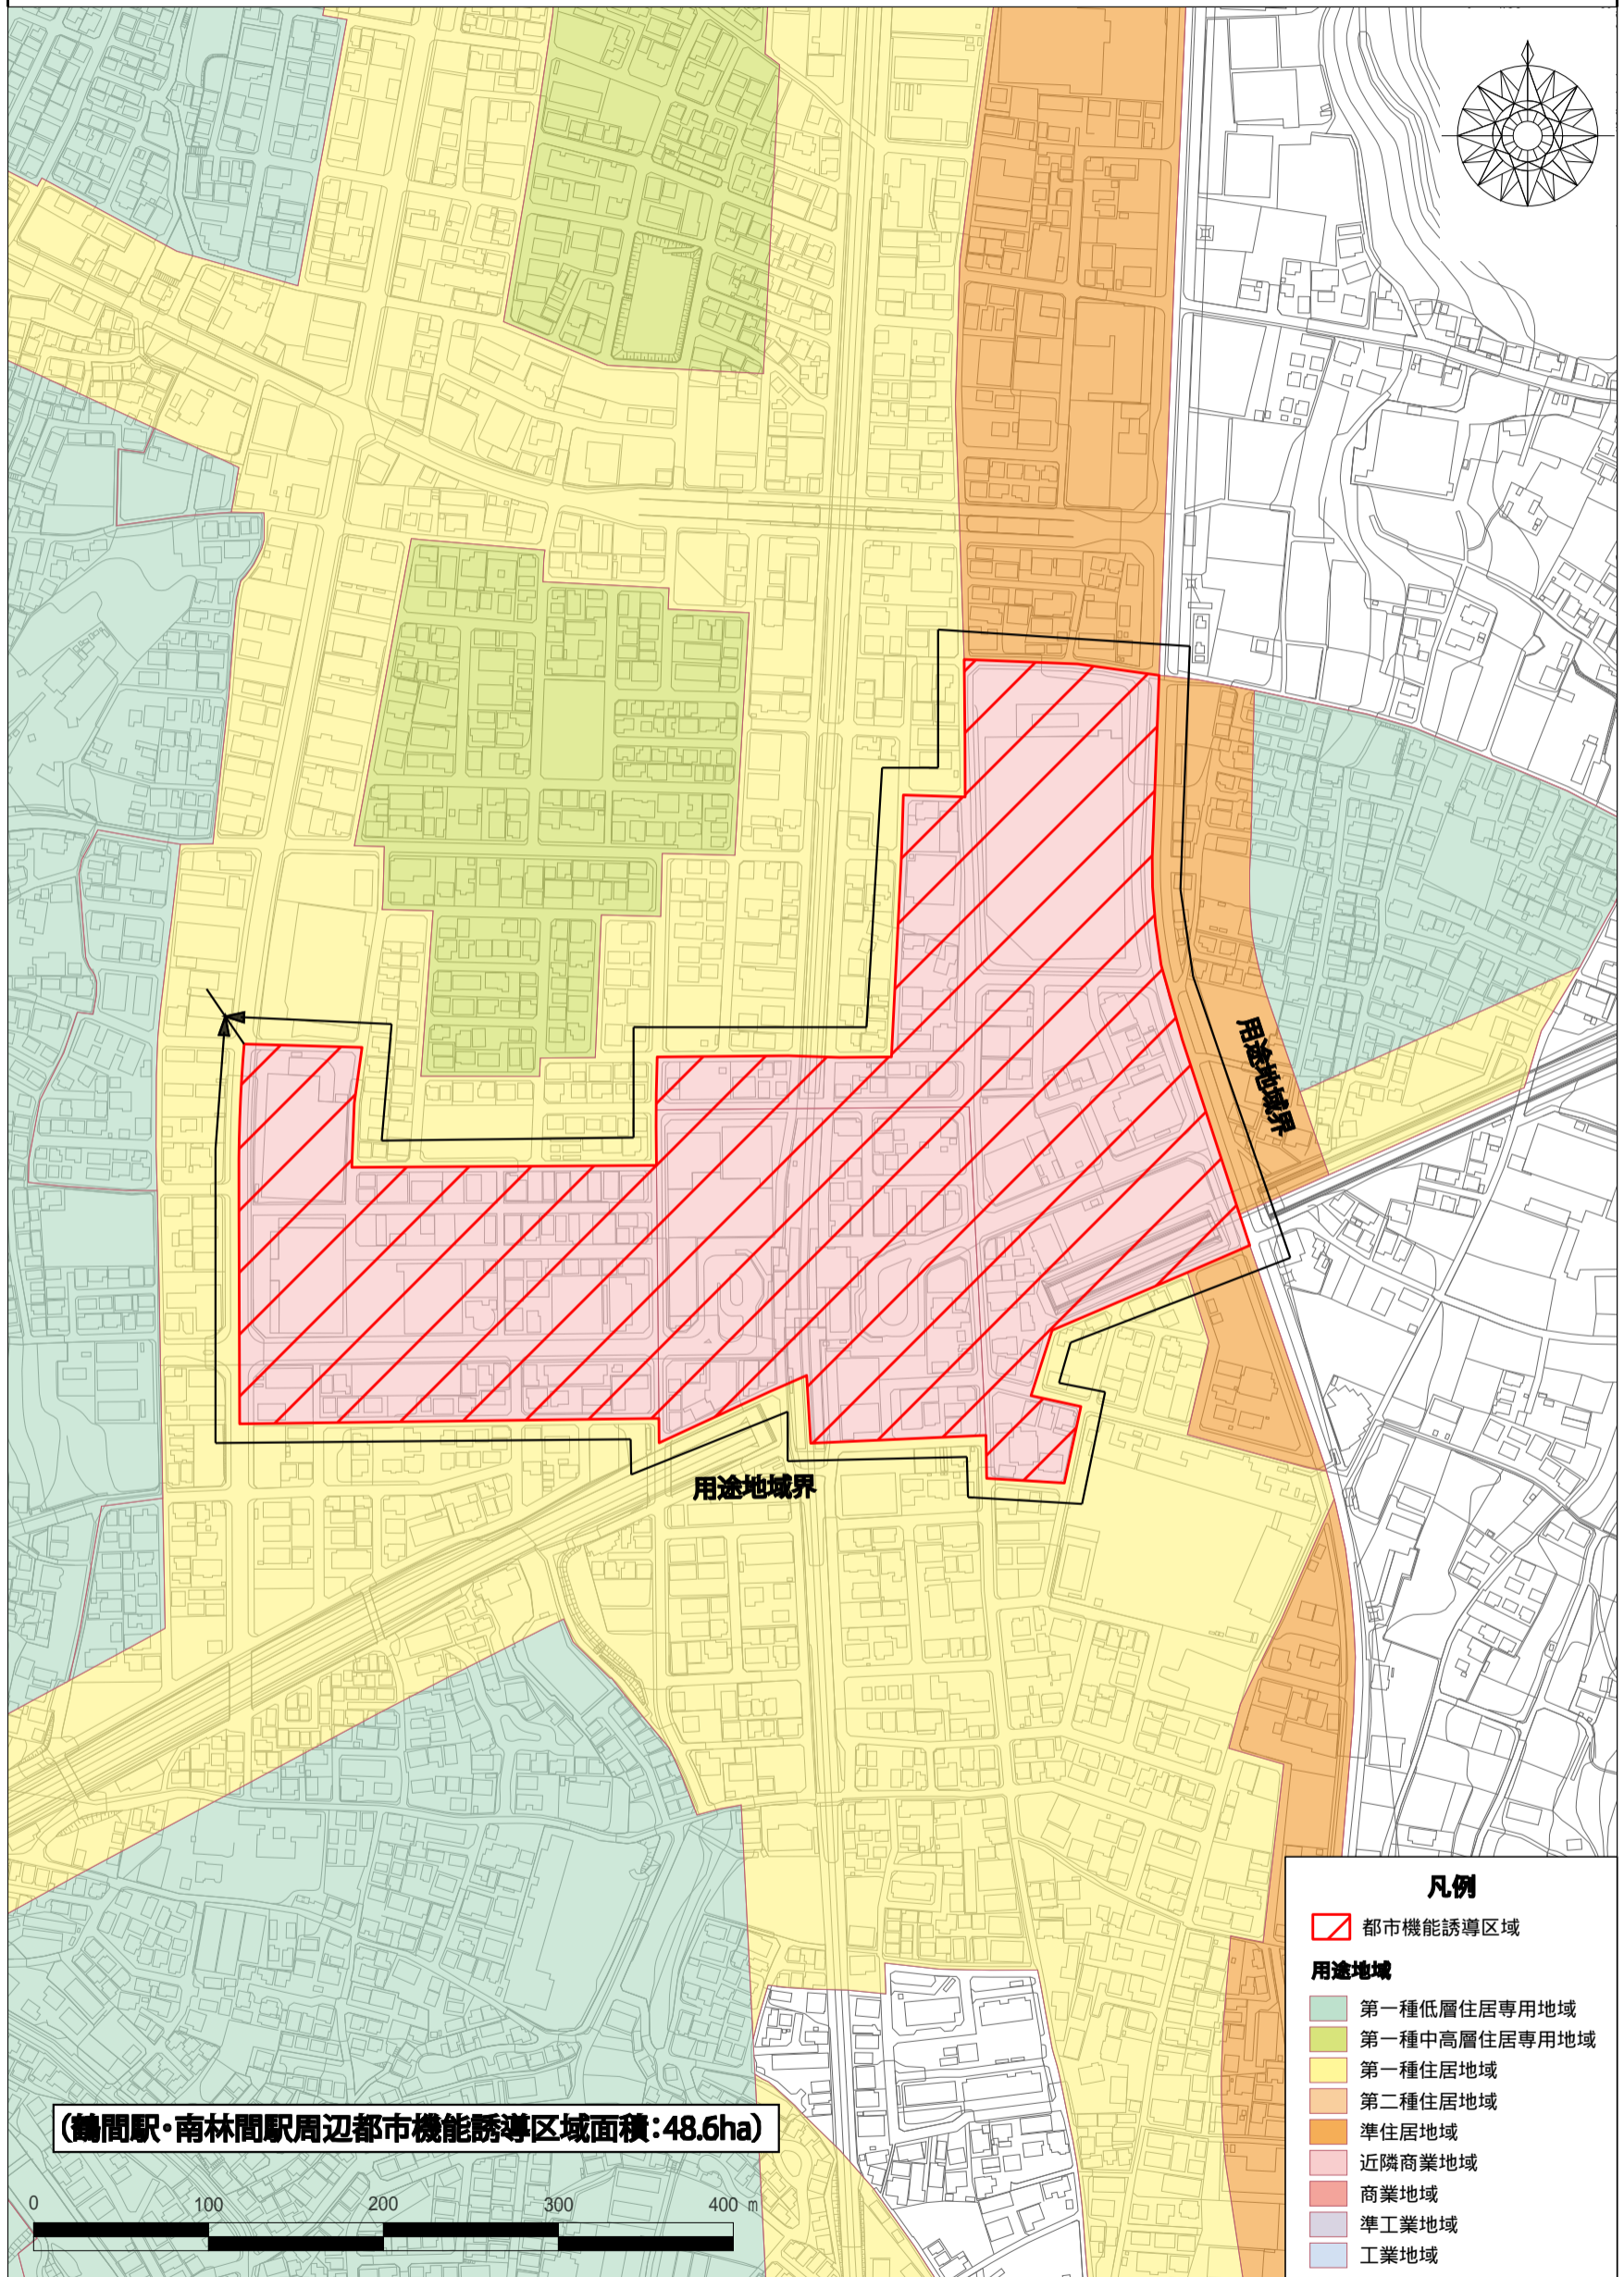 用途地域界
用途地域界
凡例
都市機能誘導区域
用途地域
第一種低層住居専用地域
第一種中高層住居専用地域
第一種住居地域
第二種住居地域
準住居地域
近隣商業地域
商業地域
準工業地域
工業地域
(鶴間駅・南林間駅周辺都市機能誘導区域面積:48.6ha)
0 100 200 300 400 m